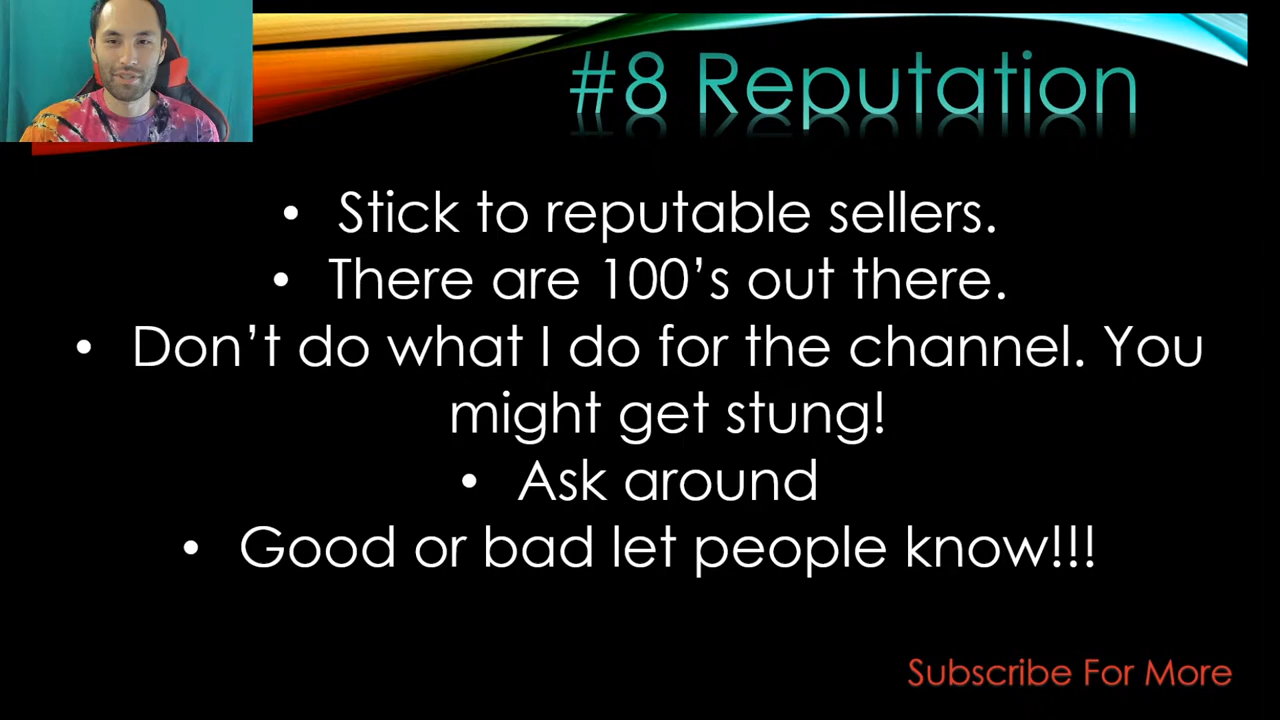 #8 Reputation
• Stick to reputable sellers.
• There are 100’s out there.
• Don’t do what I do for the channel. You
might get stung!
• Ask around
• Good or bad let people know!!!
Subscribe For More